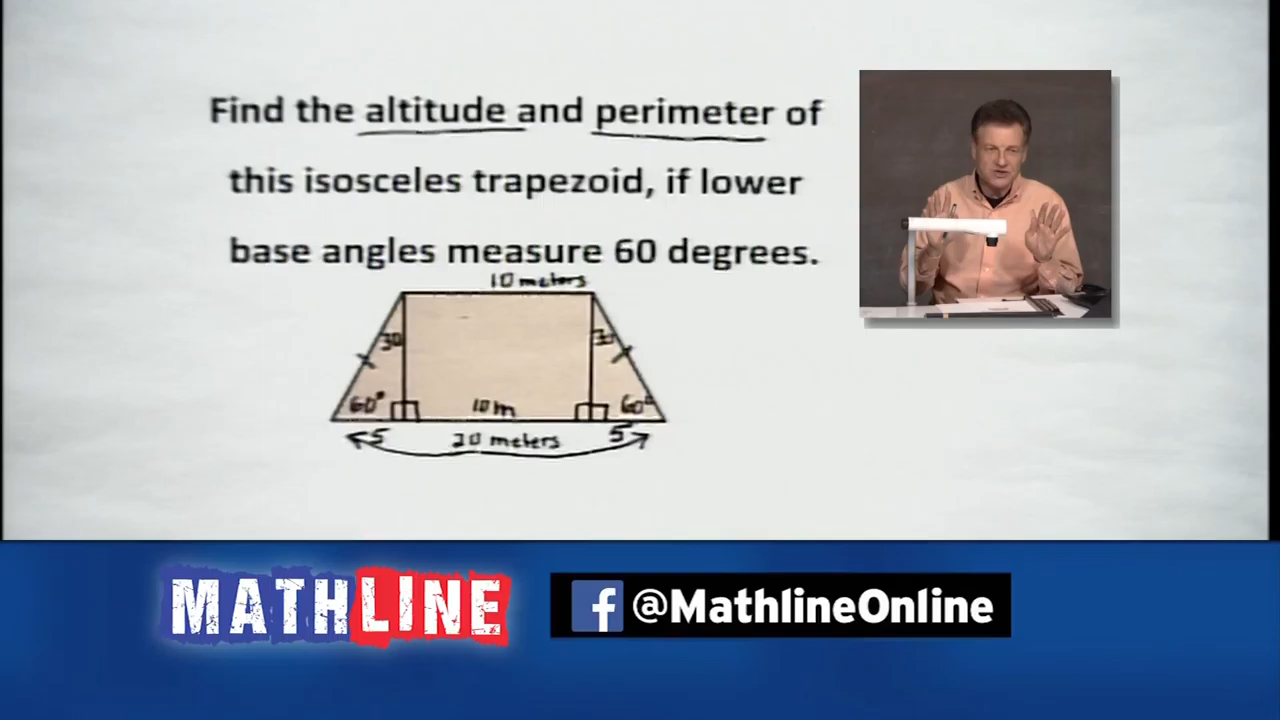 Find the altitude and perimeter of
this isosceles trapezoid, if lower
base angles measure 60 degrees.
10 meters
30 30
60° 10m 60°
5 20 meters 5
MATHLINE
f @MathlineOnline